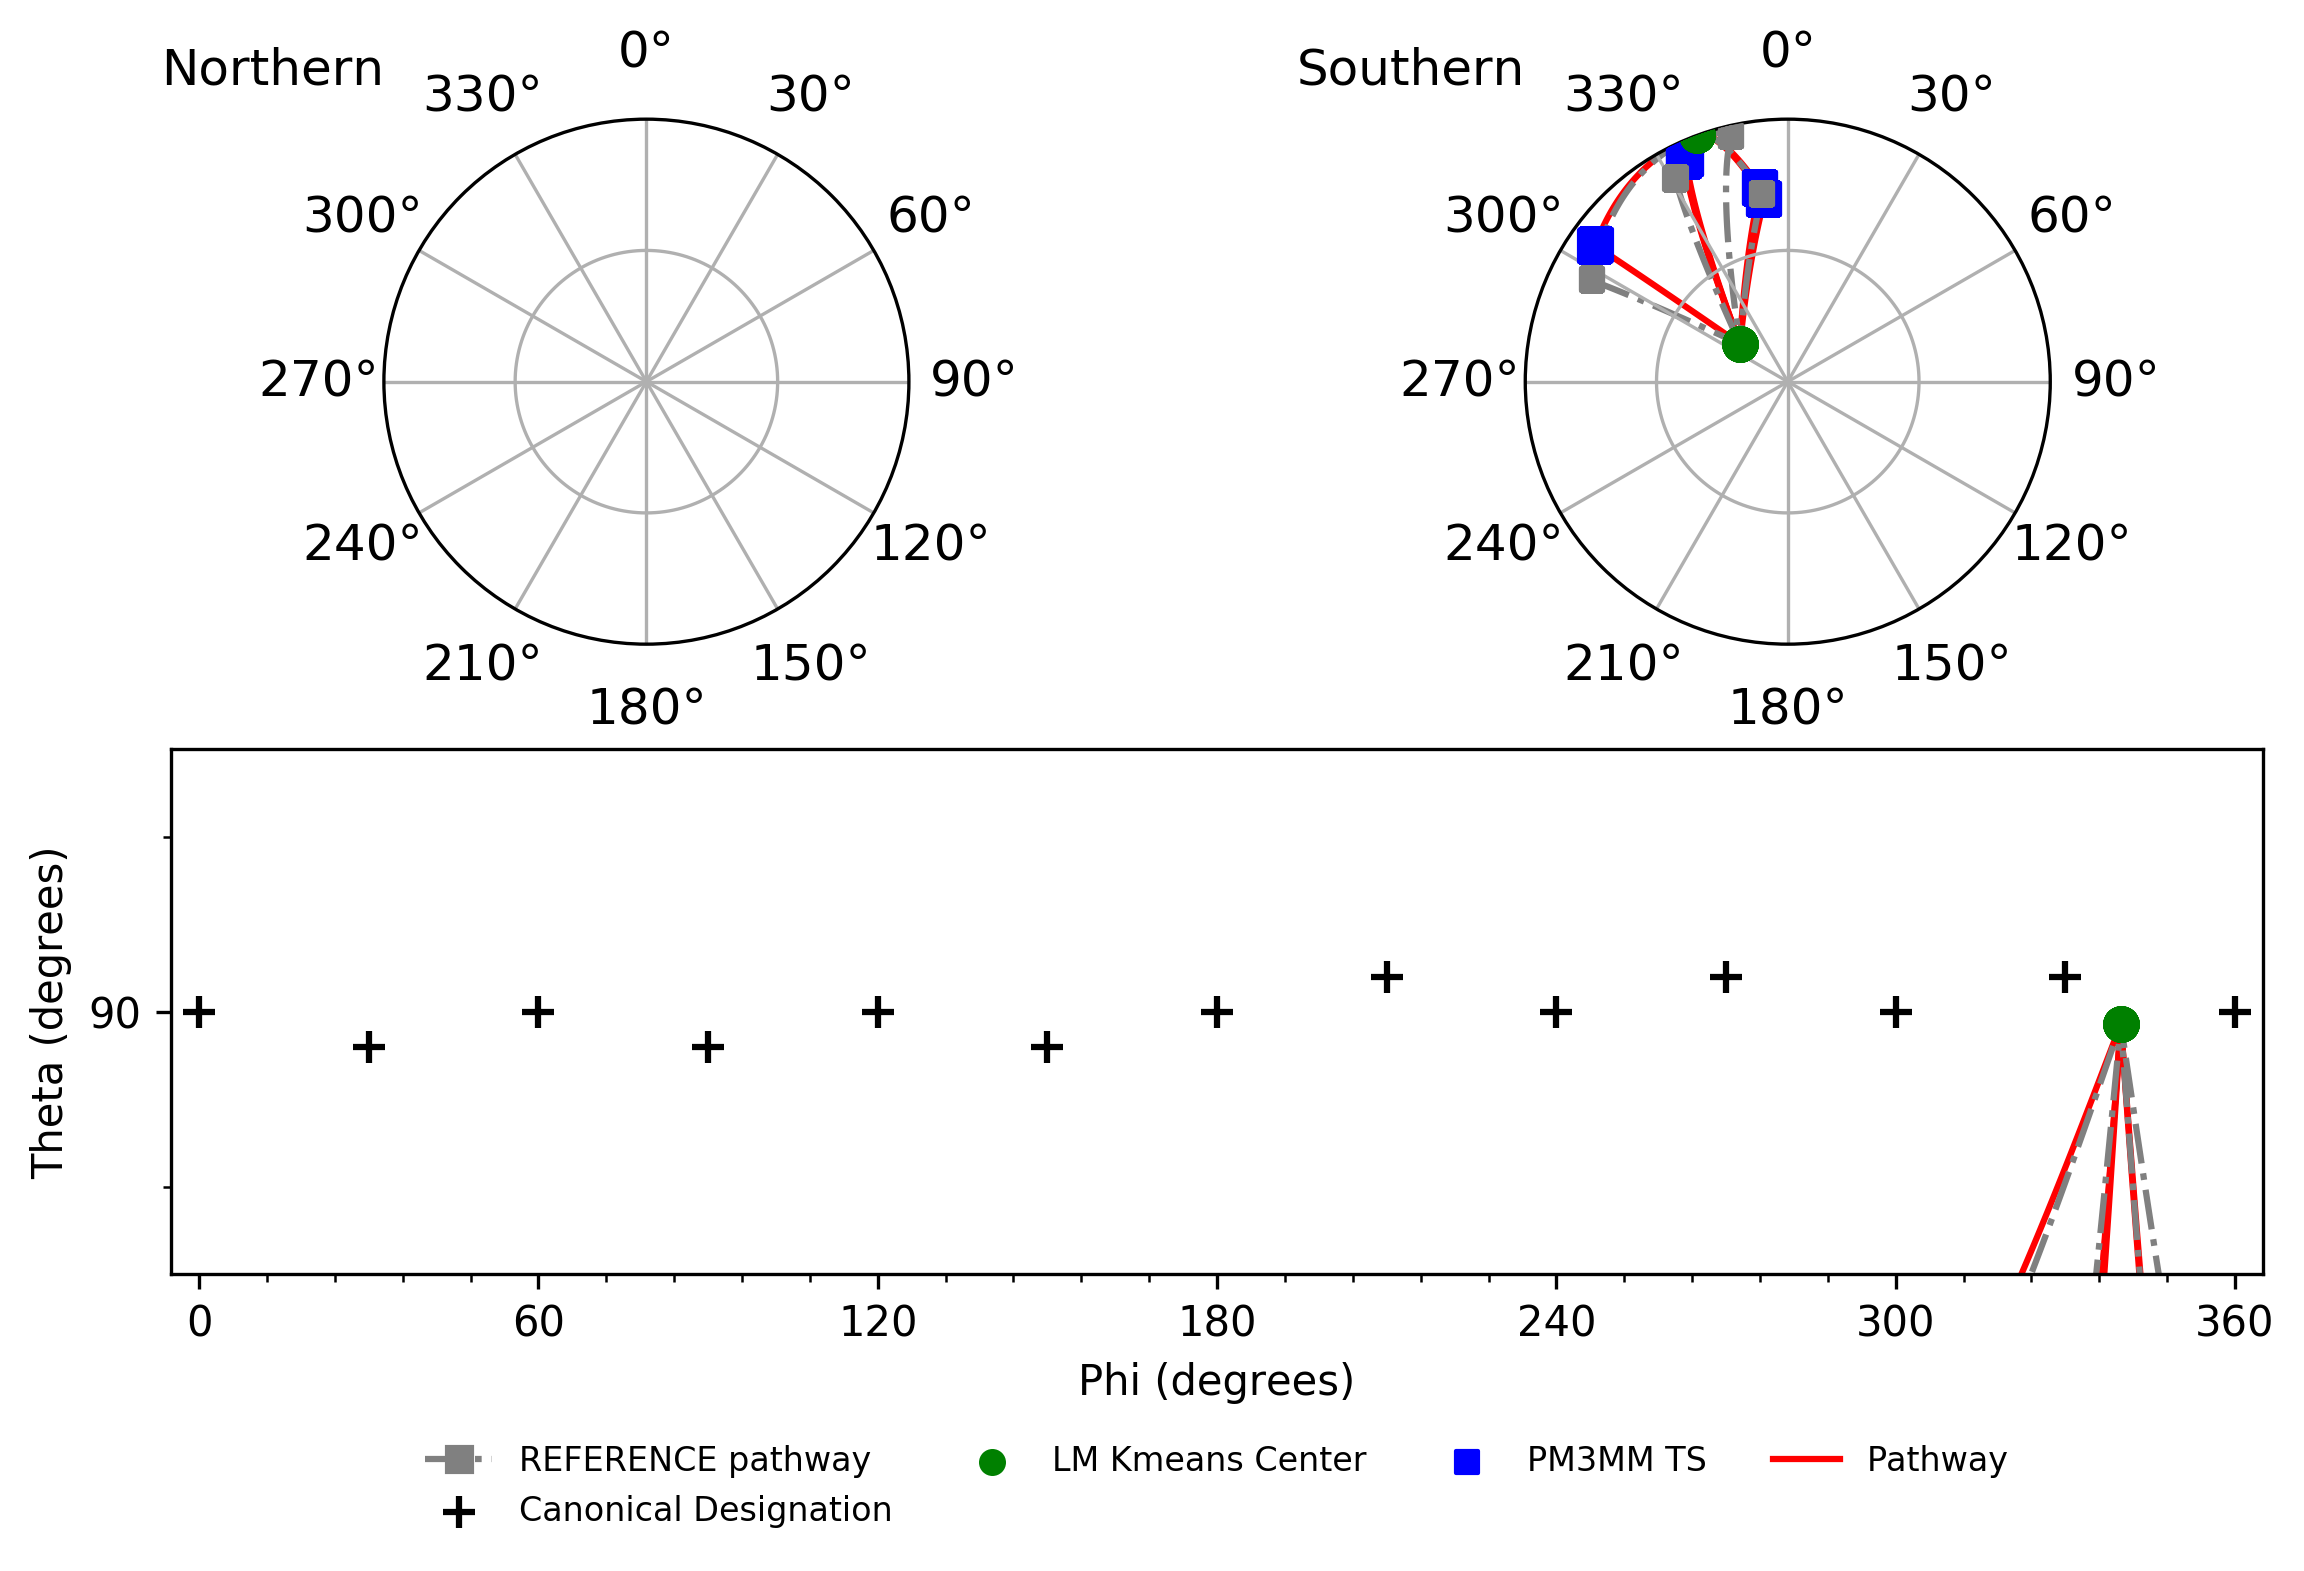 Northern
0°
30°
60°
90°
120°
150°
180°
210°
240°
270°
300°
330°
Southern
0°
30°
60°
90°
120°
150°
180°
210°
240°
270°
300°
330°
Theta (degrees)
90
0 60 120 180 240 300 360
Phi (degrees)
REFERENCE pathway
Canonical Designation
LM Kmeans Center
PM3MM TS
Pathway